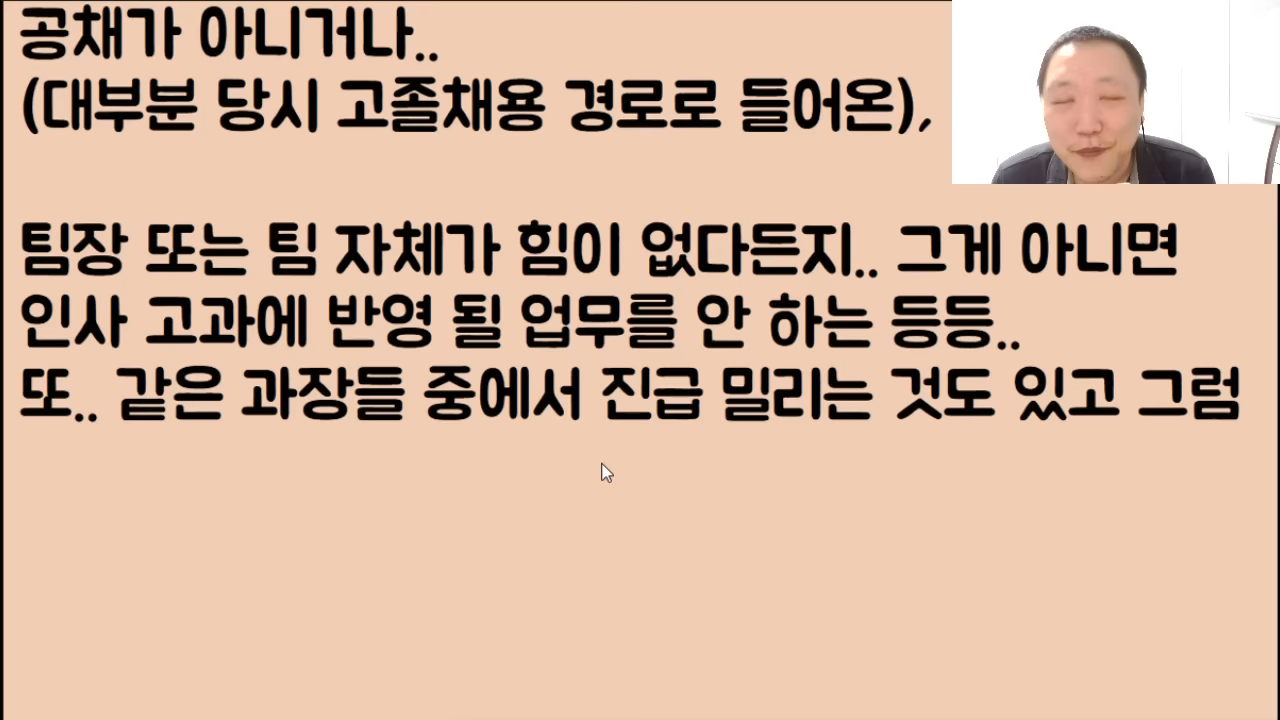 공채가 아니거나..
(대부분 당시 고졸채용 경로로 들어온),
팀장 또는 팀 자체가 힘이 없다든지.. 그게 아니면
인사 고과에 반영 될 업무를 안 하는 등등..
또.. 같은 과장들 중에서 진급 밀리는 것도 있고 그럼